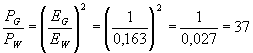 P_G / P_W = (E_G / E_W)^2 = (1 / 0,163)^2 = 1 / 0,027 = 37